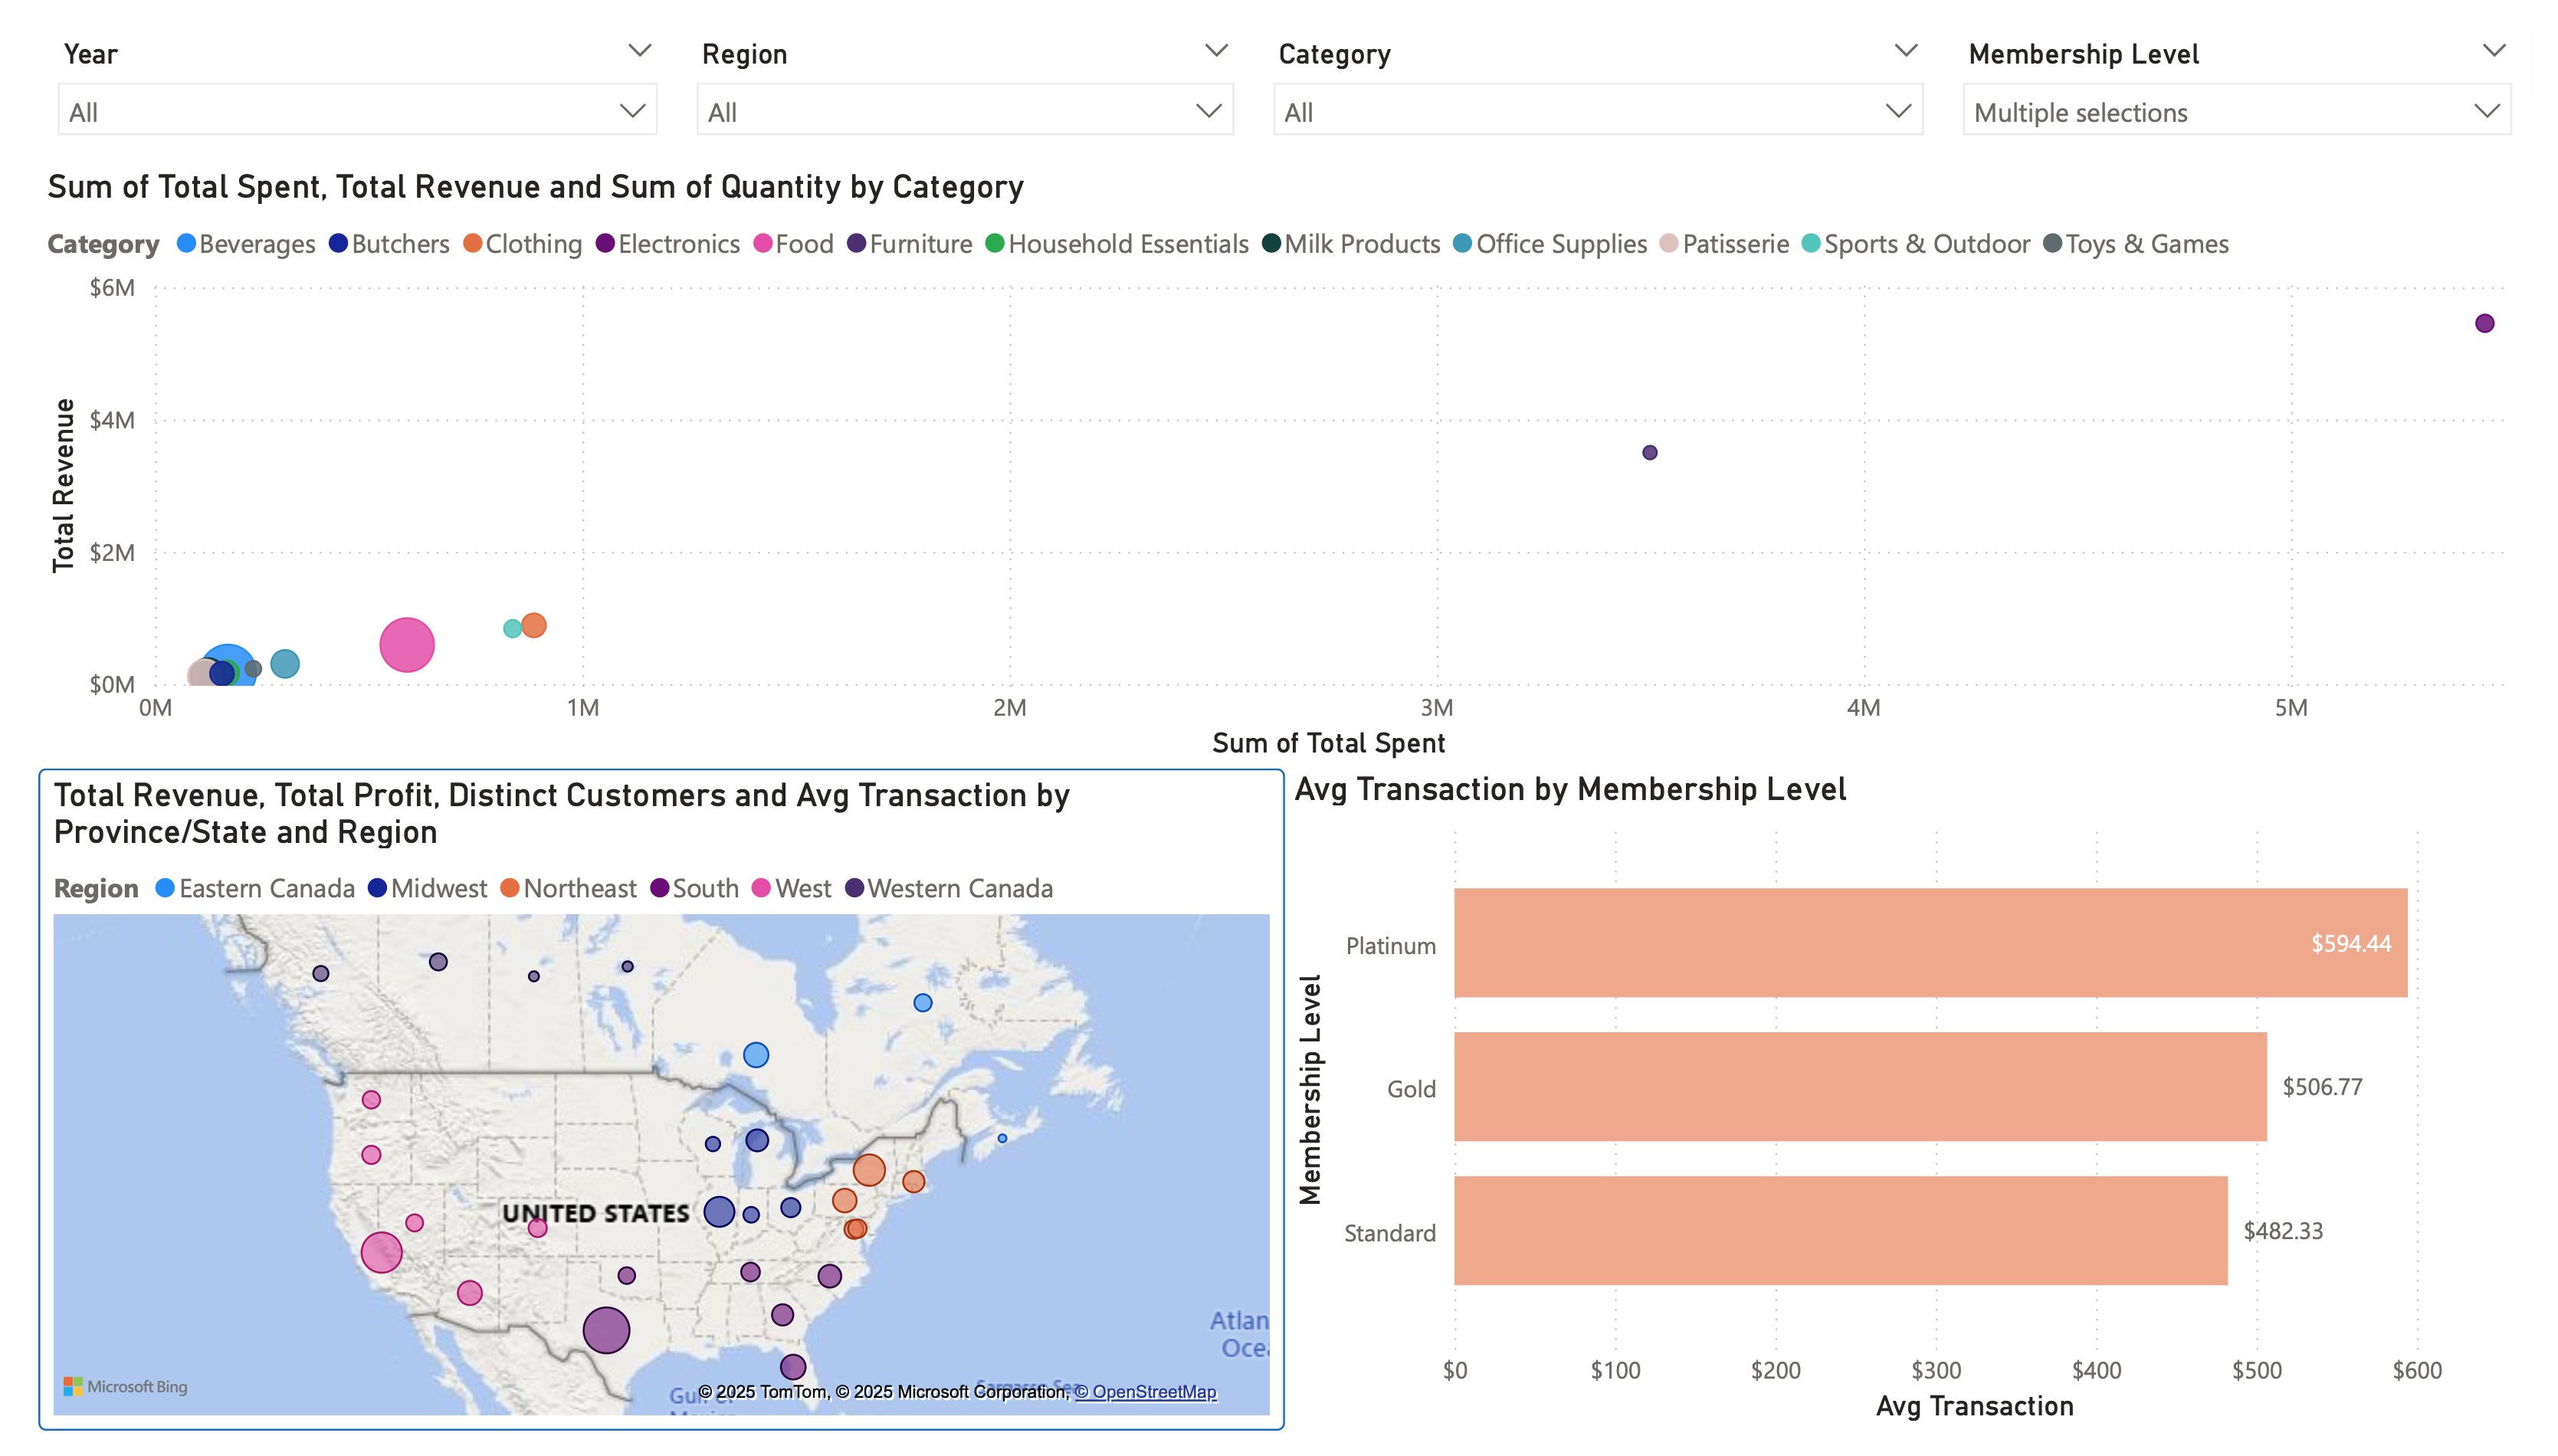 Year
Region
Category
Membership Level
All
All
All
Multiple selections
Sum of Total Spent, Total Revenue and Sum of Quantity by Category
Category Beverages Butchers Clothing Electronics Food Furniture Household Essentials Milk Products Office Supplies Patisserie Sports & Outdoor Toys & Games
$6M
$4M
$2M
$0M
Total Revenue
0M 1M 2M 3M 4M 5M
Sum of Total Spent
Total Revenue, Total Profit, Distinct Customers and Avg Transaction by
Province/State and Region
Region Eastern Canada Midwest Northeast South West Western Canada
UNITED STATES
Atlan
Ocea
Microsoft Bing
© 2025 TomTom, © 2025 Microsoft Corporation, © OpenStreetMap
Avg Transaction by Membership Level
Membership Level
Platinum $594.44
Gold $506.77
Standard $482.33
$0 $100 $200 $300 $400 $500 $600
Avg Transaction